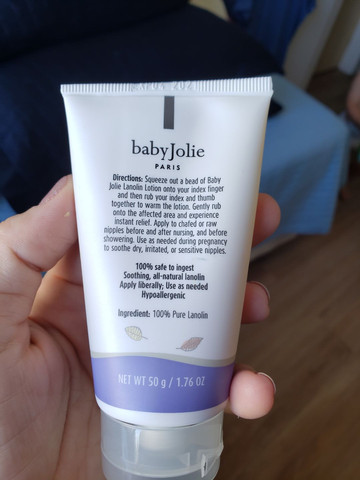 babyJolie
PARIS
Directions: Squeeze out a bead of Baby
Jolie Lanolin Lotion onto your index finger
and then rub your index and thumb
together to warm the lotion. Gently rub
onto the affected area and experience
instant relief. Apply to chafed or raw
nipples before and after nursing, and before
showering. Use as needed during pregnancy
to soothe dry, irritated, or sensitive nipples.
100% safe to ingest
Soothing, all-natural lanolin
Apply liberally; Use as needed
Hypoallergenic
Ingredient: 100% Pure Lanolin
NET WT 50 g / 1.76 OZ